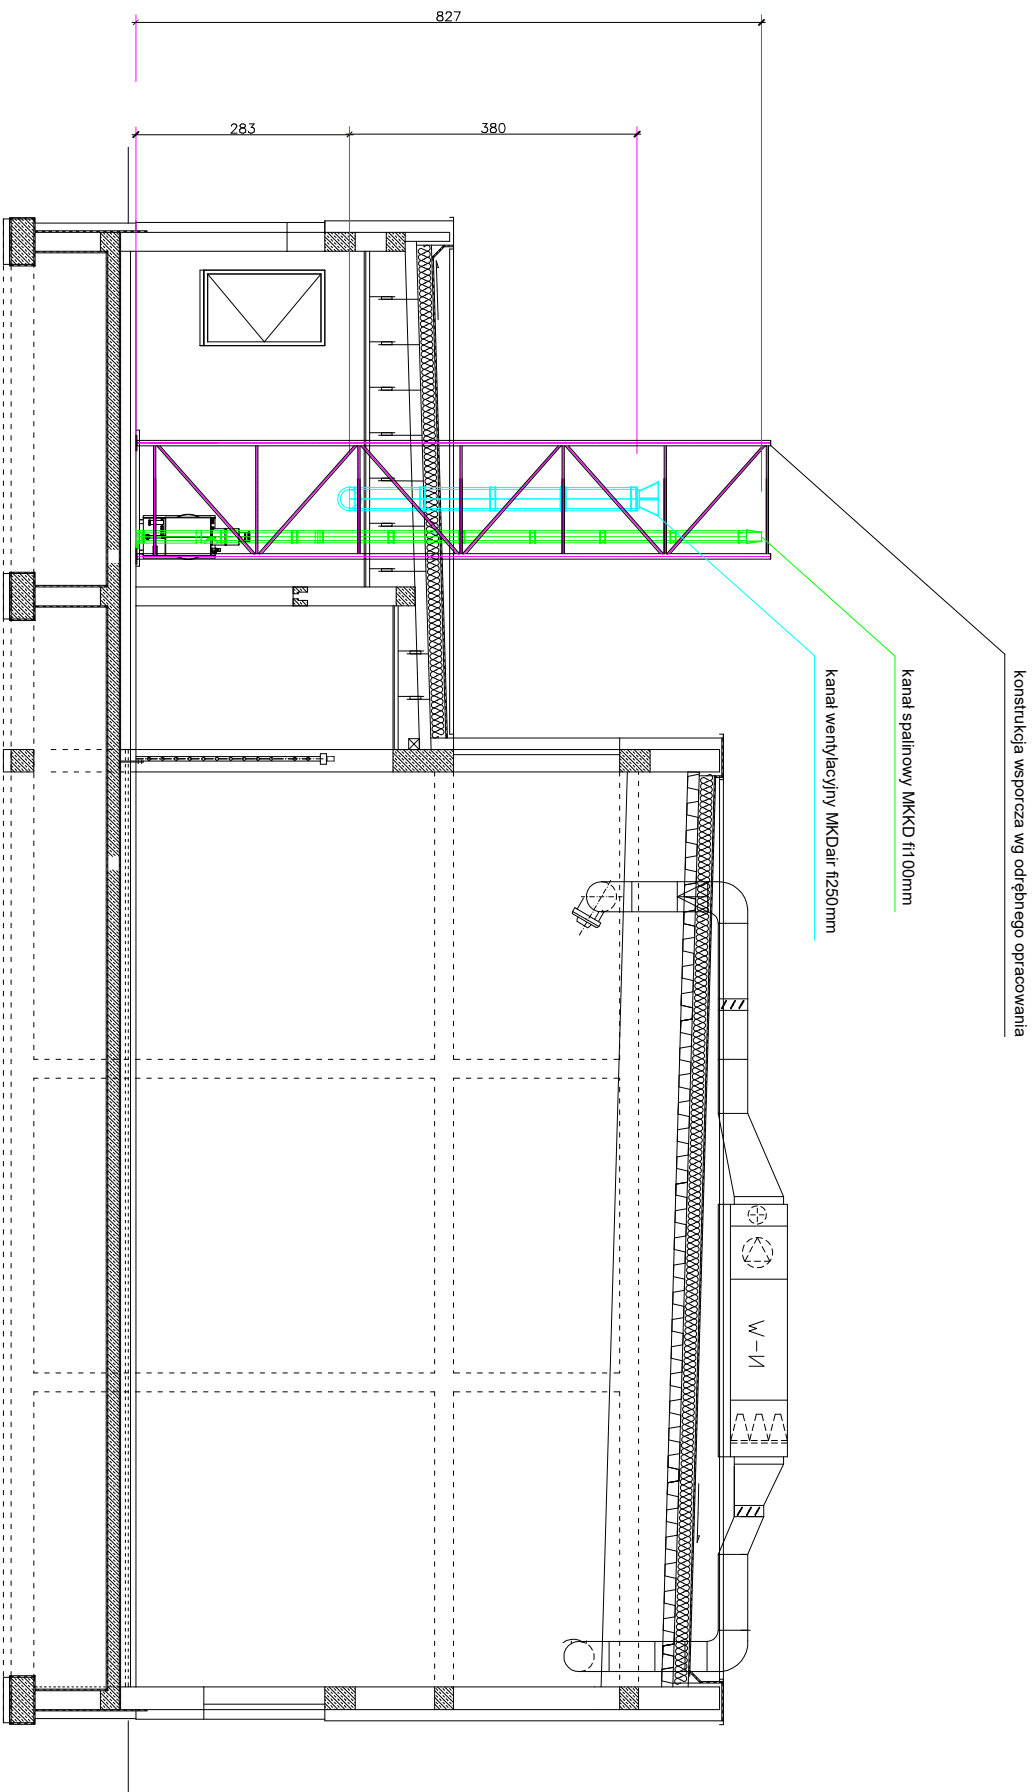 827
283
380
konstrukcja wsporcza wg odrębnego opracowania
kanał spalinowy MKKD fi100mm
kanał wentylacyjny MKDair fi250mm
N-W